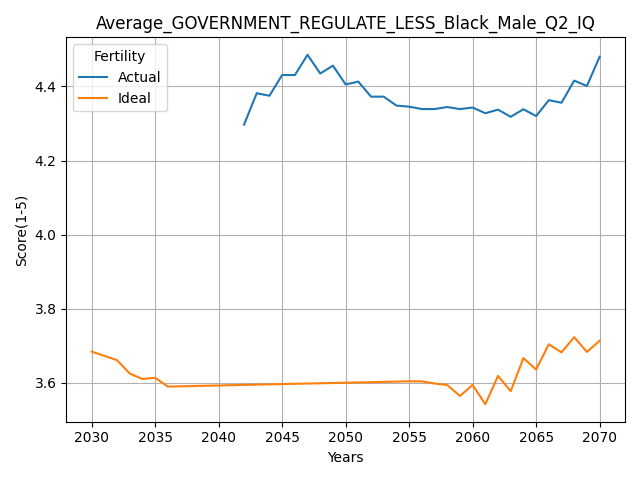 Average_GOVERNMENT_REGULATE_LESS_Black_Male_Q2_IQ
Fertility
Actual
Ideal
Score(1-5)
4.4
4.2
4.0
3.8
3.6
2030 2035 2040 2045 2050 2055 2060 2065 2070
Years